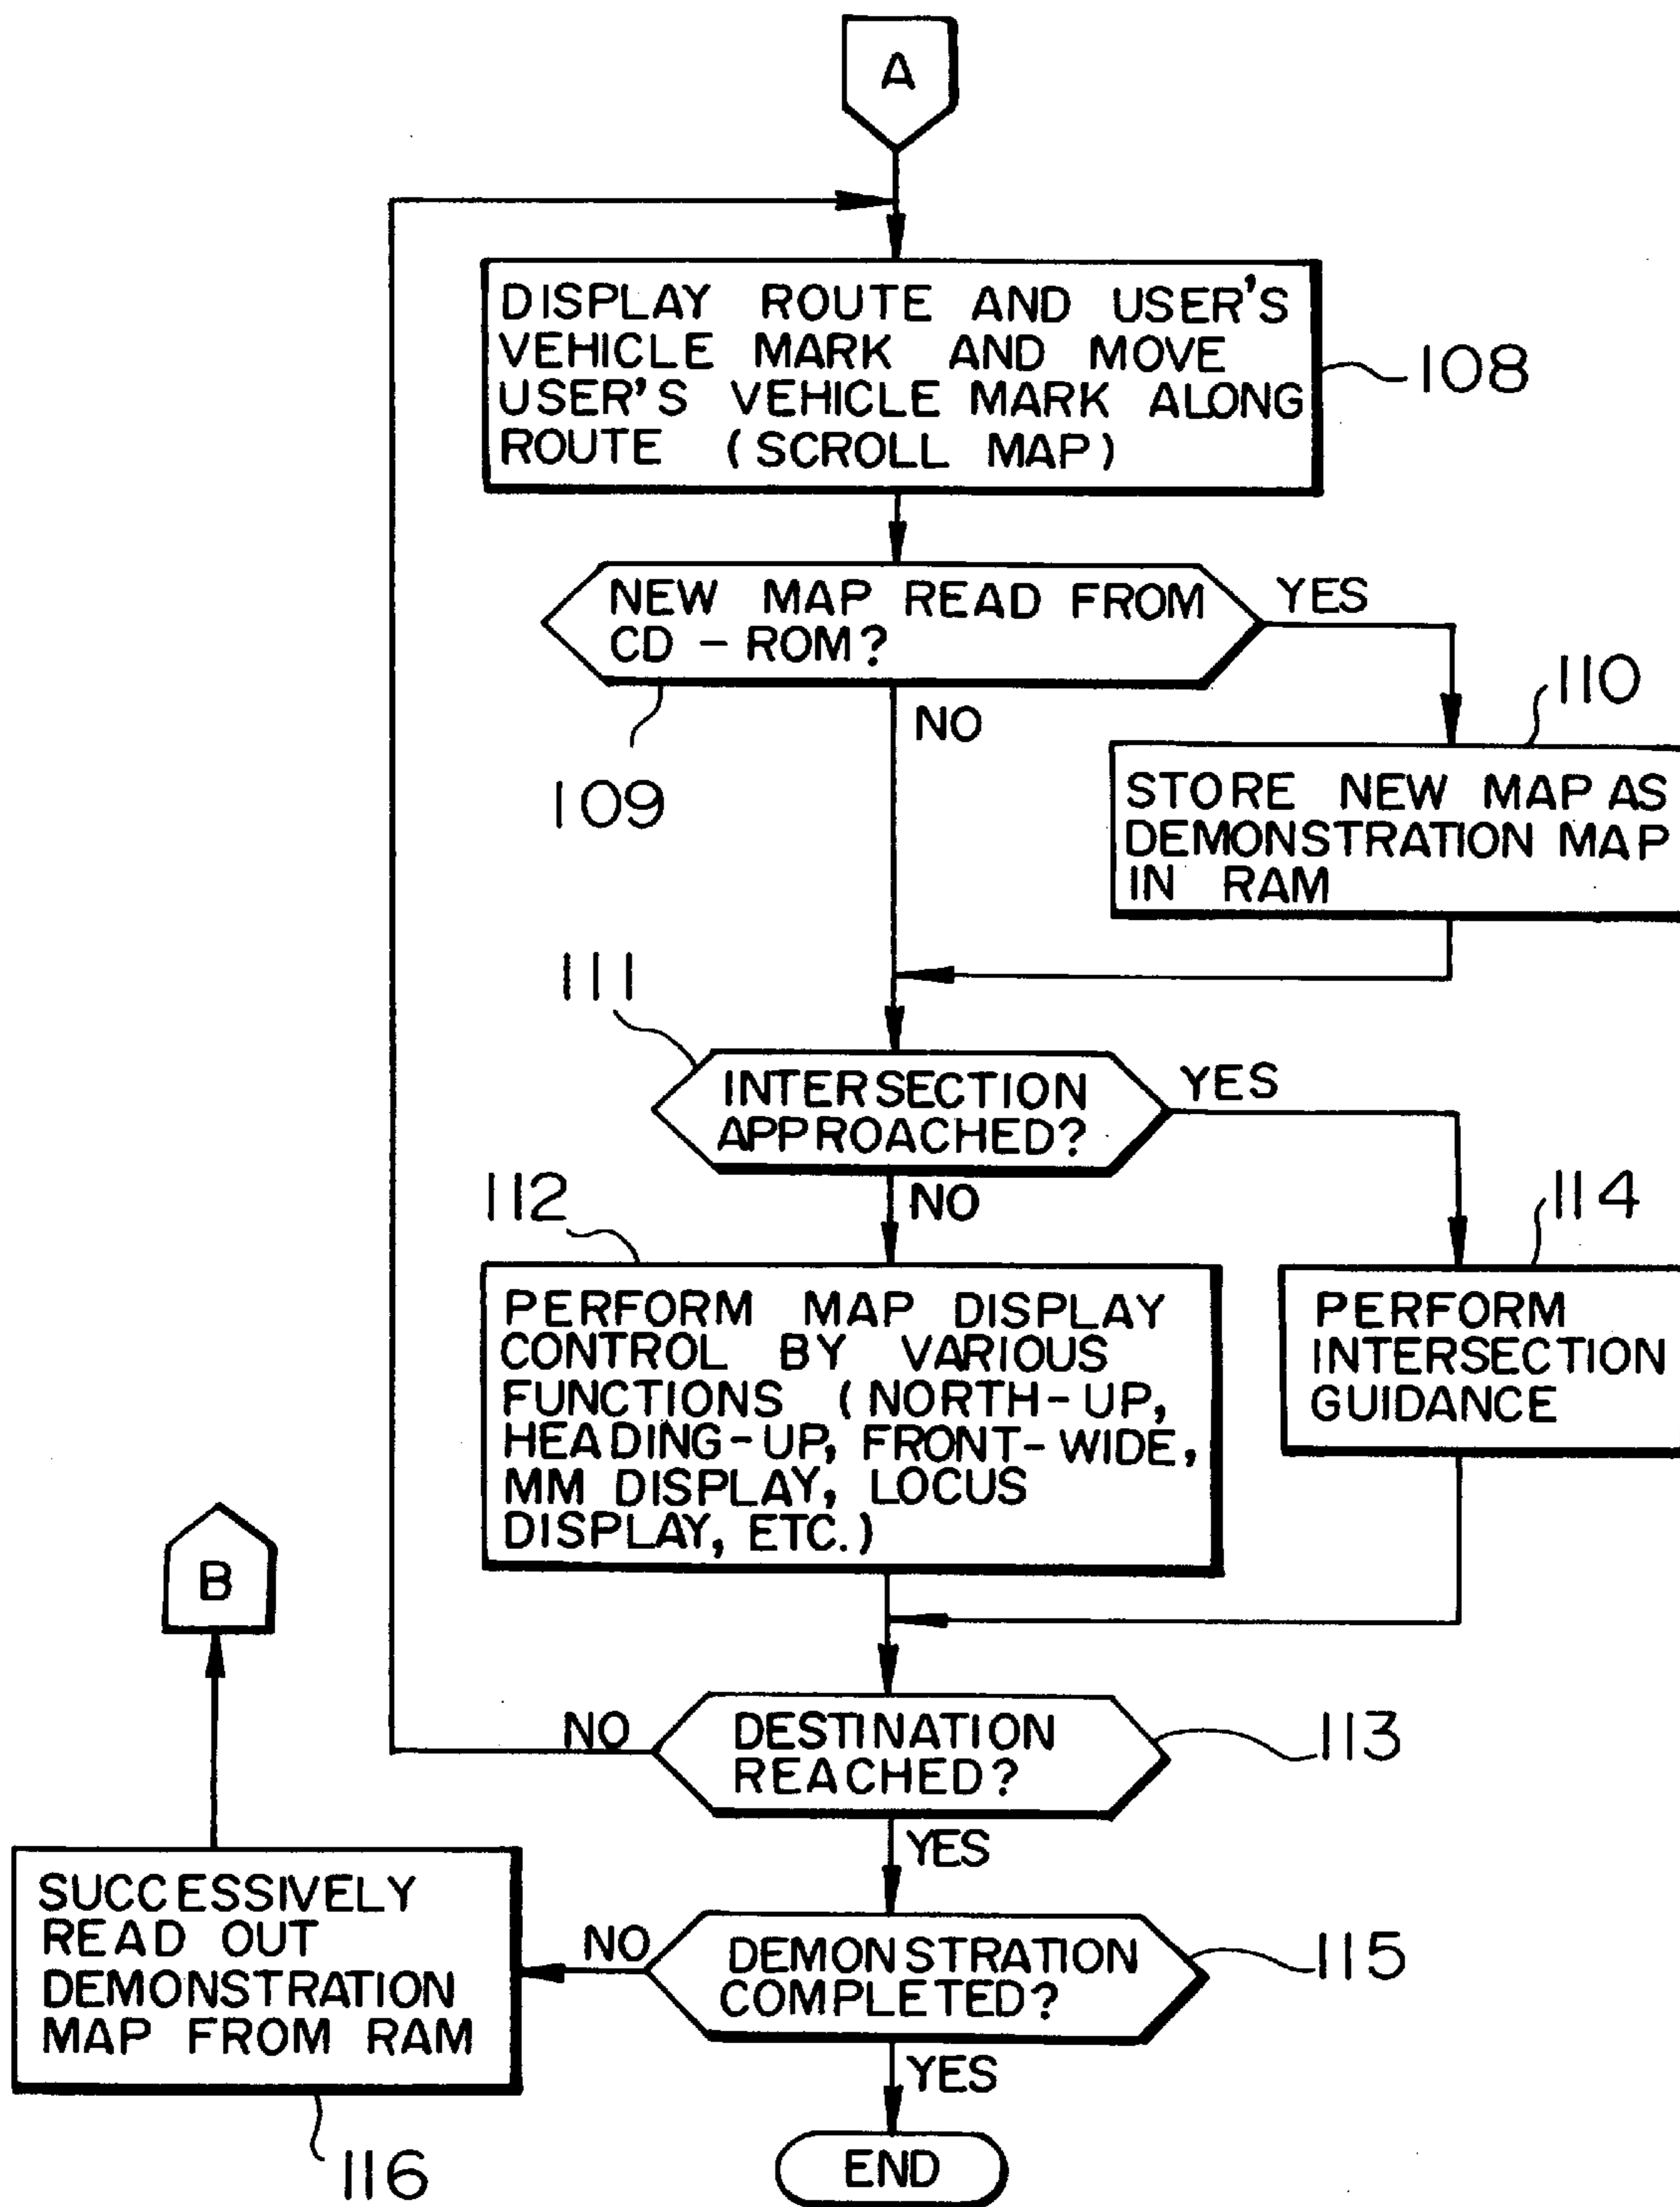 A
DISPLAY ROUTE AND USER'S
VEHICLE MARK AND MOVE
USER'S VEHICLE MARK ALONG
ROUTE (SCROLL MAP)
108
NEW MAP READ FROM
CD-ROM?
YES
NO
109
110
STORE NEW MAP AS
DEMONSTRATION MAP
IN RAM
111
INTERSECTION
APPROACHED?
YES
NO
112
PERFORM MAP DISPLAY
CONTROL BY VARIOUS
FUNCTIONS (NORTH-UP,
HEADING-UP, FRONT-WIDE,
MM DISPLAY, LOCUS
DISPLAY, ETC.)
114
PERFORM
INTERSECTION
GUIDANCE
B
NO
DESTINATION
REACHED?
113
YES
SUCCESSIVELY
READ OUT
DEMONSTRATION
MAP FROM RAM
116
NO
DEMONSTRATION
COMPLETED?
115
YES
END